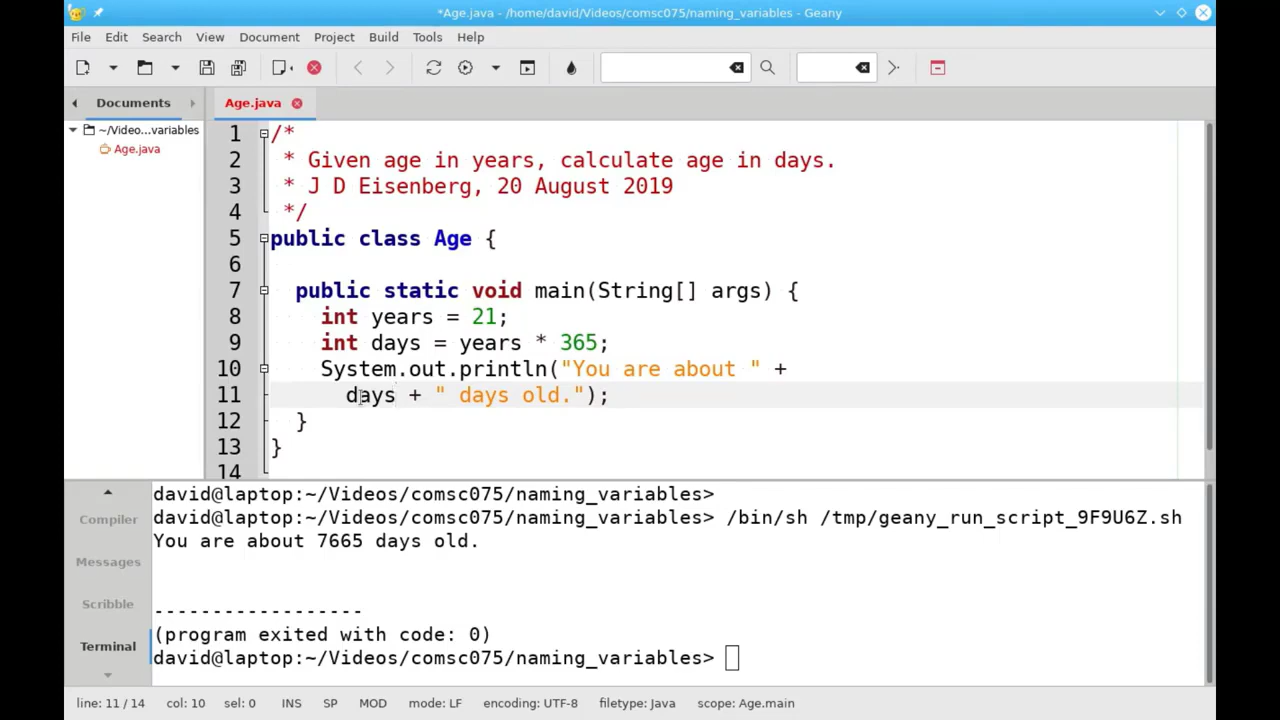 *Age.java - /home/david/Videos/comsc075/naming_variables - Geany
File Edit Search View Document Project Build Tools Help
Documents
Age.java
~/Video...variables
Age.java
1 /*
2 * Given age in years, calculate age in days.
3 * J D Eisenberg, 20 August 2019
4 */
5 public class Age {
6
7 public static void main(String[] args) {
8 int years = 21;
9 int days = years * 365;
10 System.out.println("You are about " +
11 days + " days old.");
12 }
13 }
14
Compiler
Messages
Scribble
Terminal
david@laptop:~/Videos/comsc075/naming_variables>
david@laptop:~/Videos/comsc075/naming_variables> /bin/sh /tmp/geany_run_script_9F9U6Z.sh
You are about 7665 days old.
------------------
(program exited with code: 0)
david@laptop:~/Videos/comsc075/naming_variables>
line: 11 / 14 col: 10 sel: 0 INS SP MOD mode: LF encoding: UTF-8 filetype: Java scope: Age.main